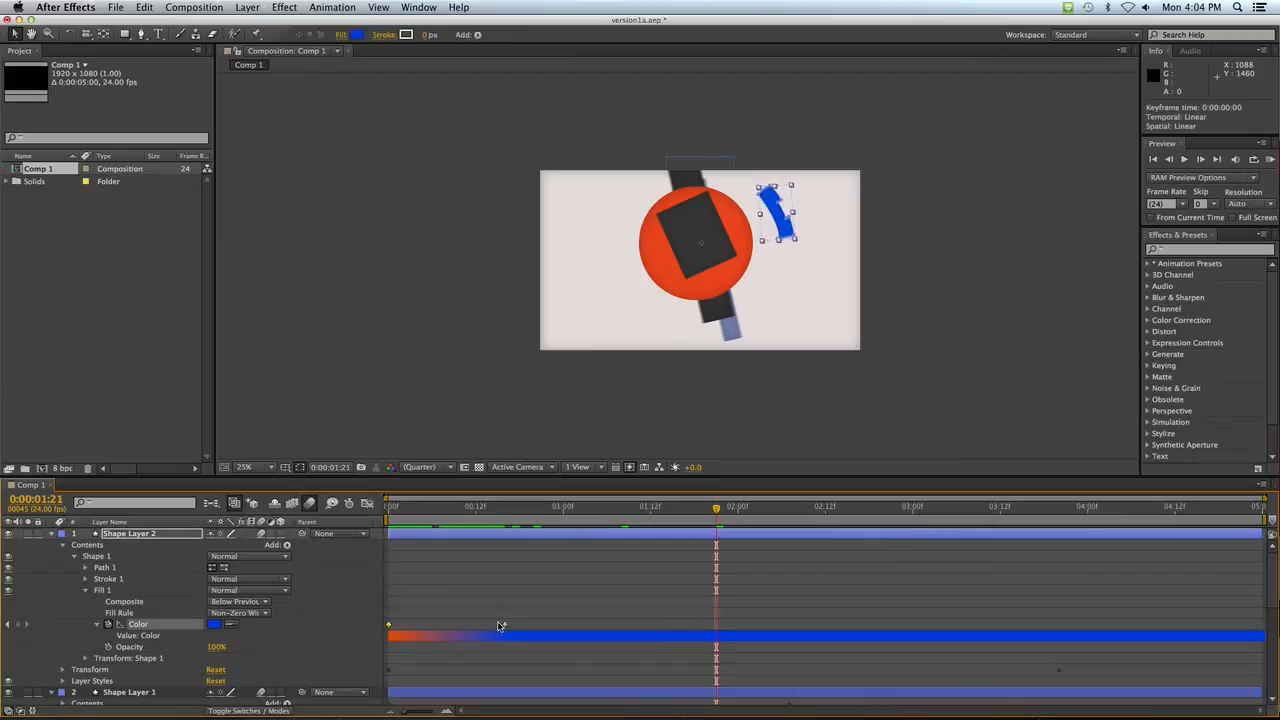 After Effects File Edit Composition Layer Effect Animation View Window Help Mon 4:04 PM
version1a.aep *
Fill: Stroke: 0 px Add: Workspace: Standard Search Help
Project Composition: Comp 1 Info Audio
Comp 1
Comp 1
1920 x 1080 (1.00)
Δ 0:00:05:00, 24.00 fps
R: X: 1088
G: Y: 1460
B:
A: 0
Keyframe time: 0:00:00:00
Temporal: Linear
Spatial: Linear
Preview
Name Type Size Frame R...
Comp 1 Composition 24
Solids Folder
RAM Preview Options
Frame Rate Skip Resolution
(24) 0 Auto
From Current Time Full Screen
Effects & Presets
* Animation Presets
3D Channel
Audio
Blur & Sharpen
Channel
Color Correction
Distort
Expression Controls
Generate
Keying
Matte
Noise & Grain
Obsolete
Perspective
Simulation
Stylize
Synthetic Aperture
Text
8 bpc 25% 0:00:01:21 (Quarter) Active Camera 1 View +0.0
Comp 1
0:00:01:21
00045 (24.00 fps)
00:12f 01:00f 01:12f 02:00f 02:12f 03:00f 03:12f 04:00f 04:12f
# Layer Name Parent
1 Shape Layer 2 None
Contents Add:
Shape 1 Normal
Path 1
Stroke 1 Normal
Fill 1 Normal
Composite Below Previou
Fill Rule Non-Zero Wi
Color
Value: Color
Opacity 100%
Transform: Shape 1
Transform Reset
Layer Styles Reset
2 Shape Layer 1 None
Contents Add:
Toggle Switches / Modes